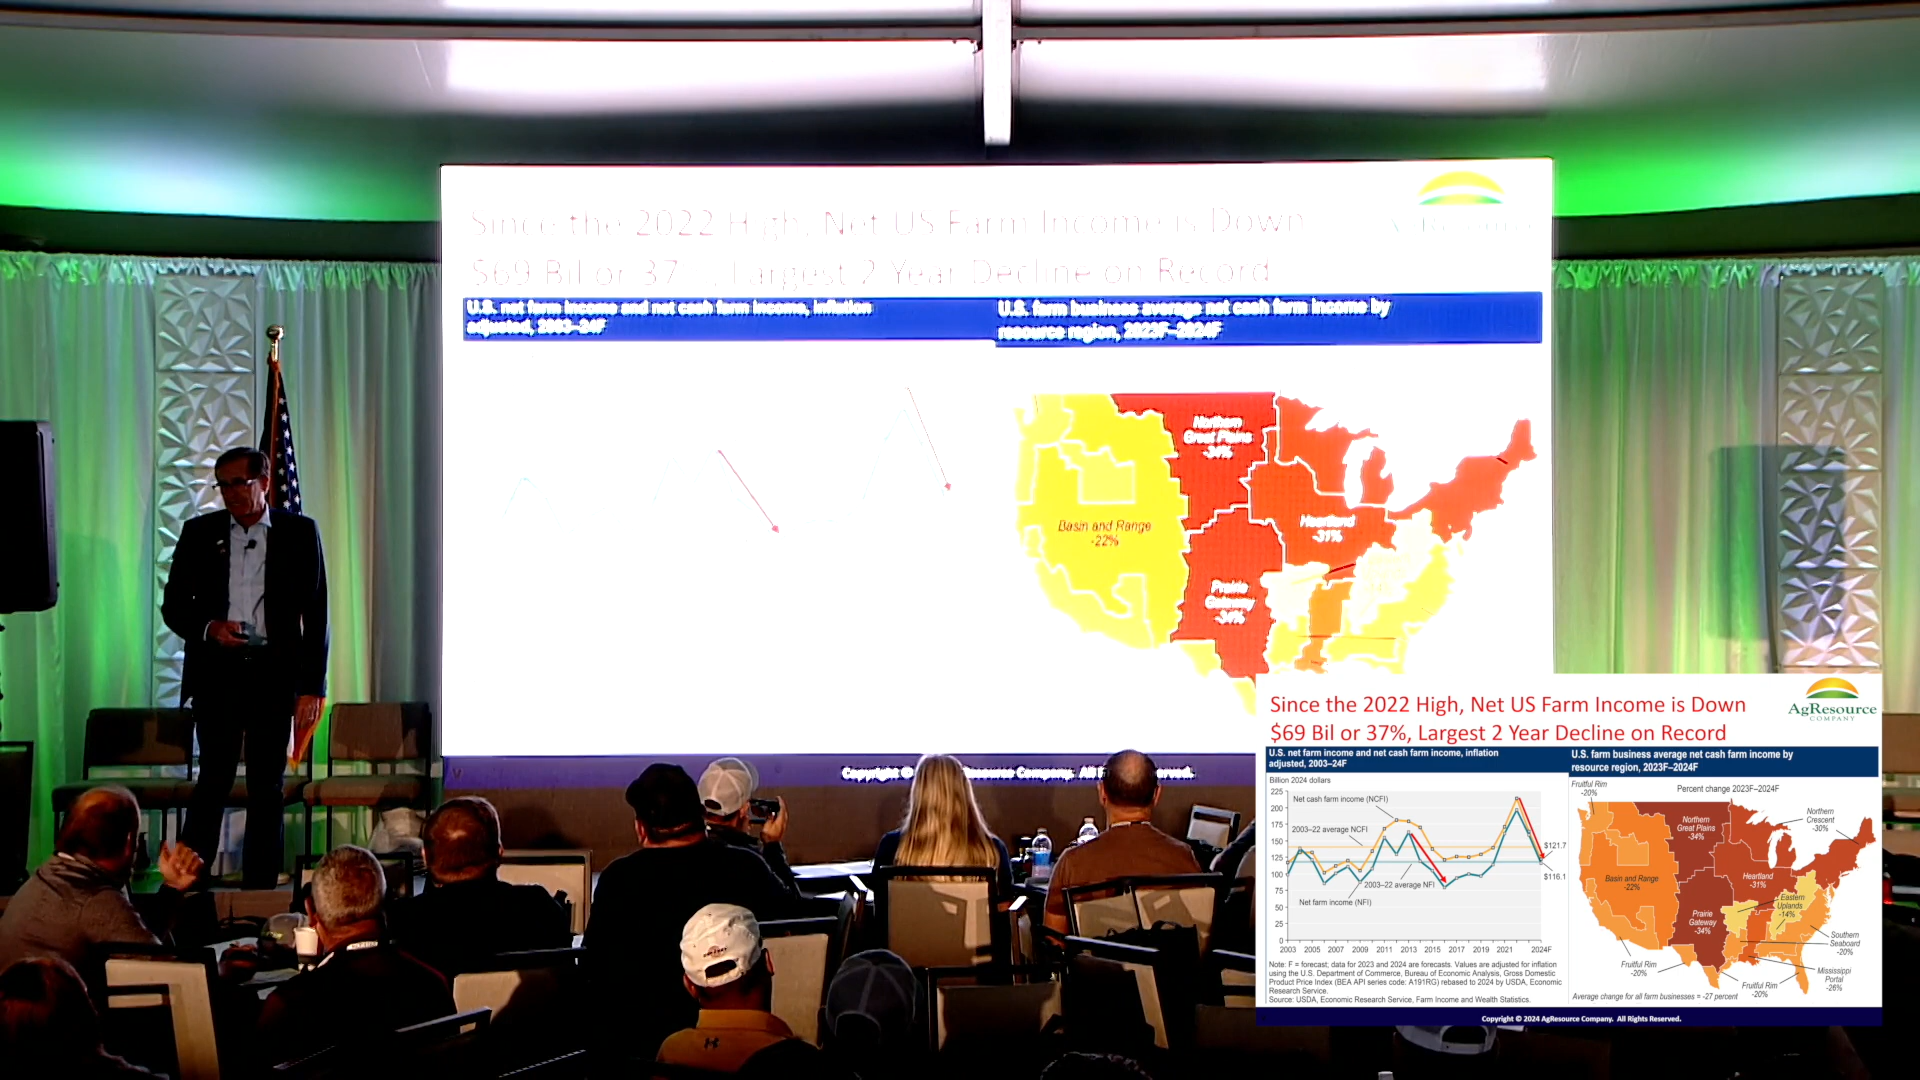 Since the 2022 High, Net US Farm Income is Down
$69 Bil or 37 Largest 2 Year Decline on Record
U.S. net farm income and net cash farm income, inflation
adjusted, 2003–24F
U.S. farm business average net cash farm income by
resource region, 2023F–2024F
Northern
Great Plains
-34%
Basin and Range
-22%
Heartland
-31%
Prairie
Gateway
-34%
Copyright © Resource Company. All
Since the 2022 High, Net US Farm Income is Down
$69 Bil or 37%, Largest 2 Year Decline on Record
AgResource
COMPANY
U.S. net farm income and net cash farm income, inflation
adjusted, 2003–24F
Billion 2024 dollars
225
200
175
150
125
100
75
50
25
0
Net cash farm income (NCFI)
2003–22 average NCFI
2003–22 average NFI
Net farm income (NFI)
$121.7
$116.1
2003 2005 2007 2009 2011 2013 2015 2017 2019 2021 2024F
Note: F = forecast; data for 2023 and 2024 are forecasts. Values are adjusted for inflation
using the U.S. Department of Commerce, Bureau of Economic Analysis, Gross Domestic
Product Price Index (BEA API series code: A191RG) rebased to 2024 by USDA, Economic
Research Service.
Source: USDA, Economic Research Service, Farm Income and Wealth Statistics.
U.S. farm business average net cash farm income by
resource region, 2023F–2024F
Percent change 2023F–2024F
Fruitful Rim
-20%
Northern
Great Plains
-34%
Northern
Crescent
-30%
Basin and Range
-22%
Heartland
-31%
Eastern
Uplands
-14%
Prairie
Gateway
-34%
Southern
Seaboard
-20%
Fruitful Rim
-20%
Mississippi
Portal
-26%
Fruitful Rim
-20%
Average change for all farm businesses = -27 percent
Copyright © 2024 AgResource Company. All Rights Reserved.